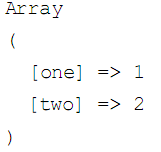 Array
(
[one] => 1
[two] => 2
)